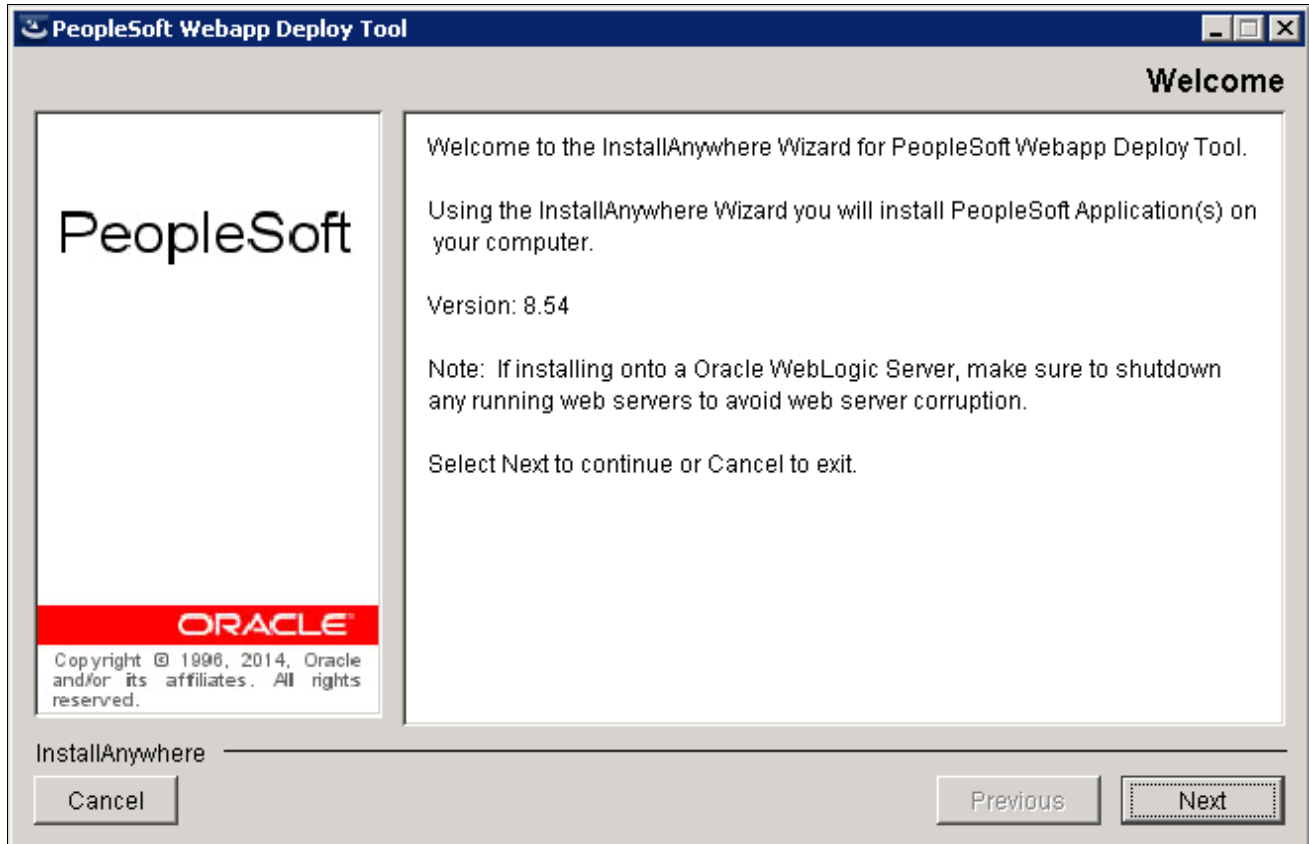 PeopleSoft Webapp Deploy Tool
Welcome
PeopleSoft
ORACLE
Copyright © 1996, 2014, Oracle
and/or its affiliates. All rights
reserved.
Welcome to the InstallAnywhere Wizard for PeopleSoft Webapp Deploy Tool.
Using the InstallAnywhere Wizard you will install PeopleSoft Application(s) on
your computer.
Version: 8.54
Note: If installing onto a Oracle WebLogic Server, make sure to shutdown
any running web servers to avoid web server corruption.
Select Next to continue or Cancel to exit.
InstallAnywhere
Cancel
Previous
Next